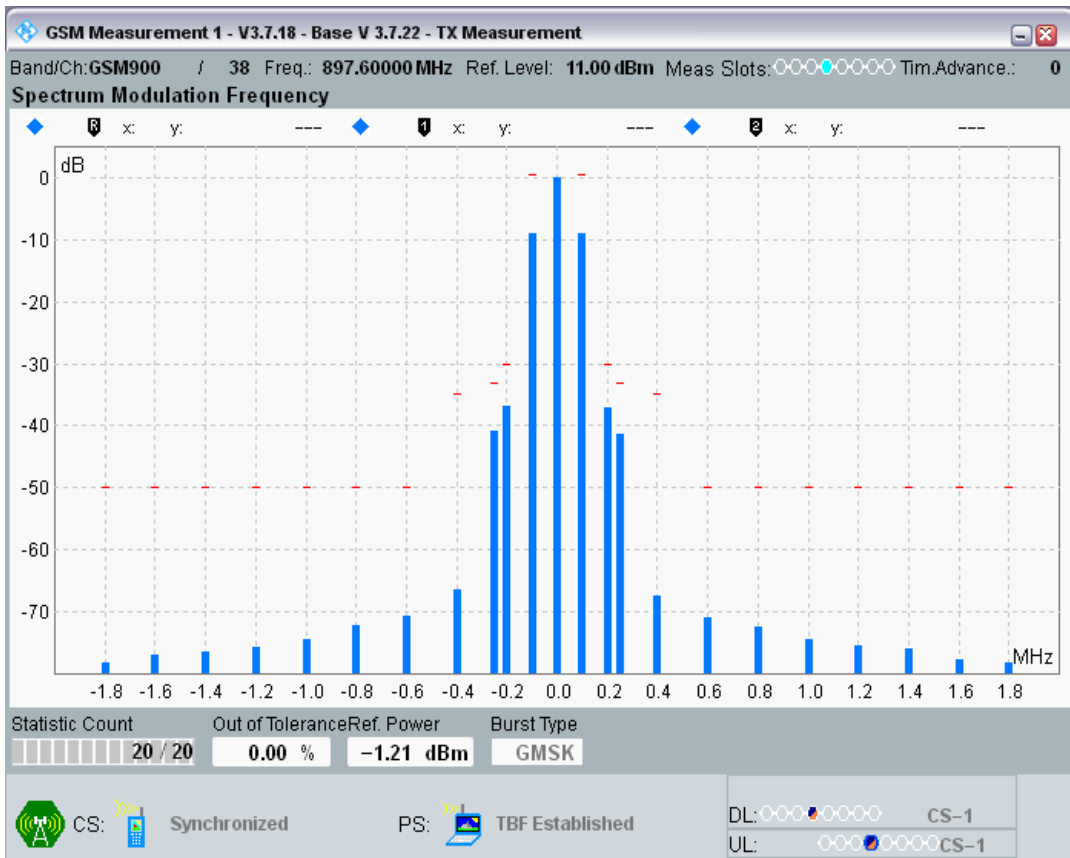 GSM Measurement 1 - V3.7.18 - Base V 3.7.22 - TX Measurement
Band/Ch:GSM900 / 38 Freq.: 897.60000 MHz Ref. Level: 11.00 dBm Meas Slots: Tim.Advance.: 0
Spectrum Modulation Frequency
R x: y: --- 1 x: y: --- 2 x: y: ---
dB
0
-10
-20
-30
-40
-50
-60
-70
MHz
-1.8 -1.6 -1.4 -1.2 -1.0 -0.8 -0.6 -0.4 -0.2 0.0 0.2 0.4 0.6 0.8 1.0 1.2 1.4 1.6 1.8
Statistic Count Out of Tolerance Ref. Power Burst Type
20 / 20 0.00 % −1.21 dBm GMSK
CS: Synchronized PS: TBF Established
DL: CS−1
UL: CS−1